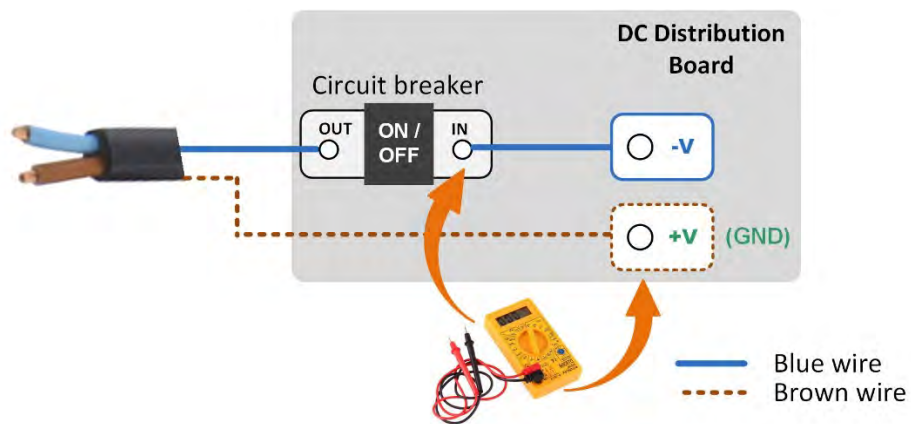 DC Distribution
Board
Circuit breaker
OUT
ON /
OFF
IN
-V
+V
(GND)
Blue wire
Brown wire